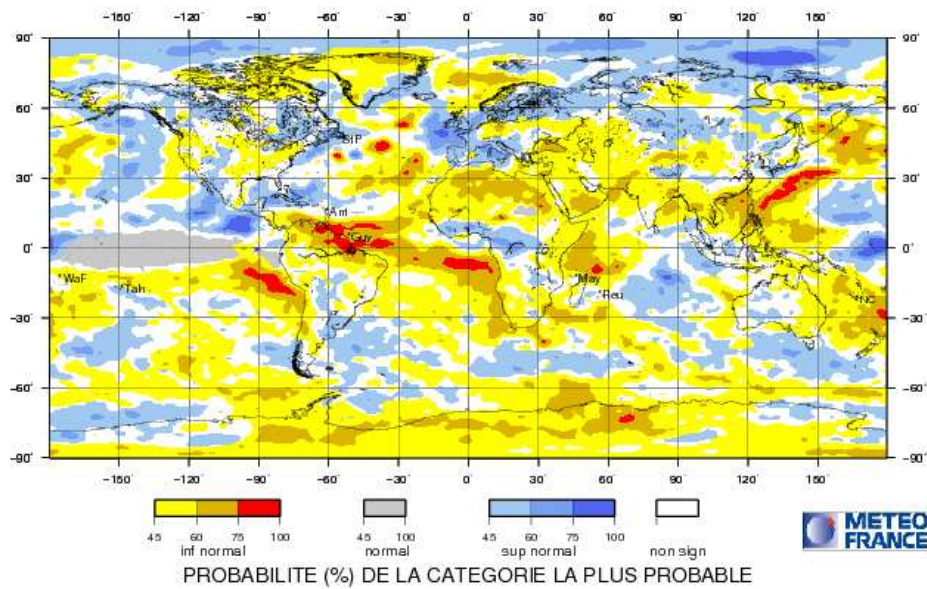 −150˚ −120˚ −90˚ −60˚ −30˚ 0˚ 30˚ 60˚ 90˚ 120˚ 150˚
90˚ 90˚
60˚ 60˚
StP
30˚ 30˚
Ant
Guy
0˚ 0˚
WaF Tah May Reu NC
−30˚ −30˚
−60˚ −60˚
−90˚ −90˚
−150˚ −120˚ −90˚ −60˚ −30˚ 0˚ 30˚ 60˚ 90˚ 120˚ 150˚
45 60 75 100 45 100 45 60 75 100
inf normal normal sup normal non sign
METEO
FRANCE
PROBABILITE (%) DE LA CATEGORIE LA PLUS PROBABLE